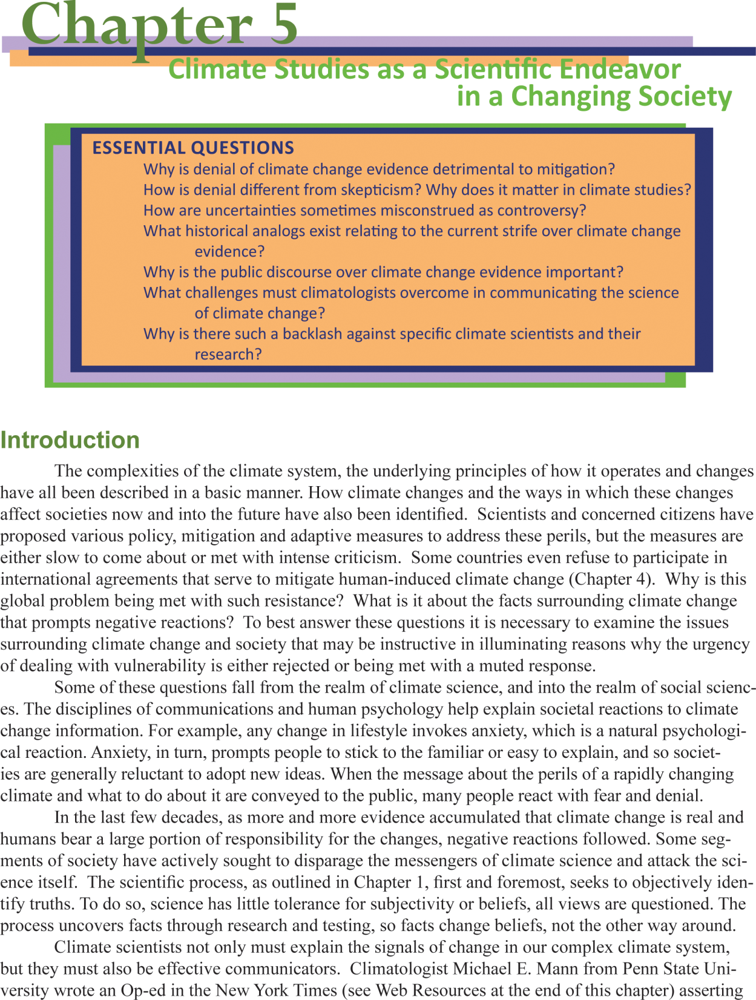 Chapter 5
Climate Studies as a Scientific Endeavor
in a Changing Society
ESSENTIAL QUESTIONS
Why is denial of climate change evidence detrimental to mitigation?
How is denial different from skepticism? Why does it matter in climate studies?
How are uncertainties sometimes misconstrued as controversy?
What historical analogs exist relating to the current strife over climate change
evidence?
Why is the public discourse over climate change evidence important?
What challenges must climatologists overcome in communicating the science
of climate change?
Why is there such a backlash against specific climate scientists and their
research?
Introduction
The complexities of the climate system, the underlying principles of how it operates and changes
have all been described in a basic manner. How climate changes and the ways in which these changes
affect societies now and into the future have also been identified.  Scientists and concerned citizens have
proposed various policy, mitigation and adaptive measures to address these perils, but the measures are
either slow to come about or met with intense criticism.  Some countries even refuse to participate in
international agreements that serve to mitigate human-induced climate change (Chapter 4).  Why is this
global problem being met with such resistance?  What is it about the facts surrounding climate change
that prompts negative reactions?  To best answer these questions it is necessary to examine the issues
surrounding climate change and society that may be instructive in illuminating reasons why the urgency
of dealing with vulnerability is either rejected or being met with a muted response.
Some of these questions fall from the realm of climate science, and into the realm of social scienc-
es. The disciplines of communications and human psychology help explain societal reactions to climate
change information. For example, any change in lifestyle invokes anxiety, which is a natural psychologi-
cal reaction. Anxiety, in turn, prompts people to stick to the familiar or easy to explain, and so societ-
ies are generally reluctant to adopt new ideas. When the message about the perils of a rapidly changing
climate and what to do about it are conveyed to the public, many people react with fear and denial.
In the last few decades, as more and more evidence accumulated that climate change is real and
humans bear a large portion of responsibility for the changes, negative reactions followed. Some seg-
ments of society have actively sought to disparage the messengers of climate science and attack the sci-
ence itself.  The scientific process, as outlined in Chapter 1, first and foremost, seeks to objectively iden-
tify truths. To do so, science has little tolerance for subjectivity or beliefs, all views are questioned. The
process uncovers facts through research and testing, so facts change beliefs, not the other way around.
Climate scientists not only must explain the signals of change in our complex climate system,
but they must also be effective communicators.  Climatologist Michael E. Mann from Penn State Uni-
versity wrote an Op-ed in the New York Times (see Web Resources at the end of this chapter) asserting